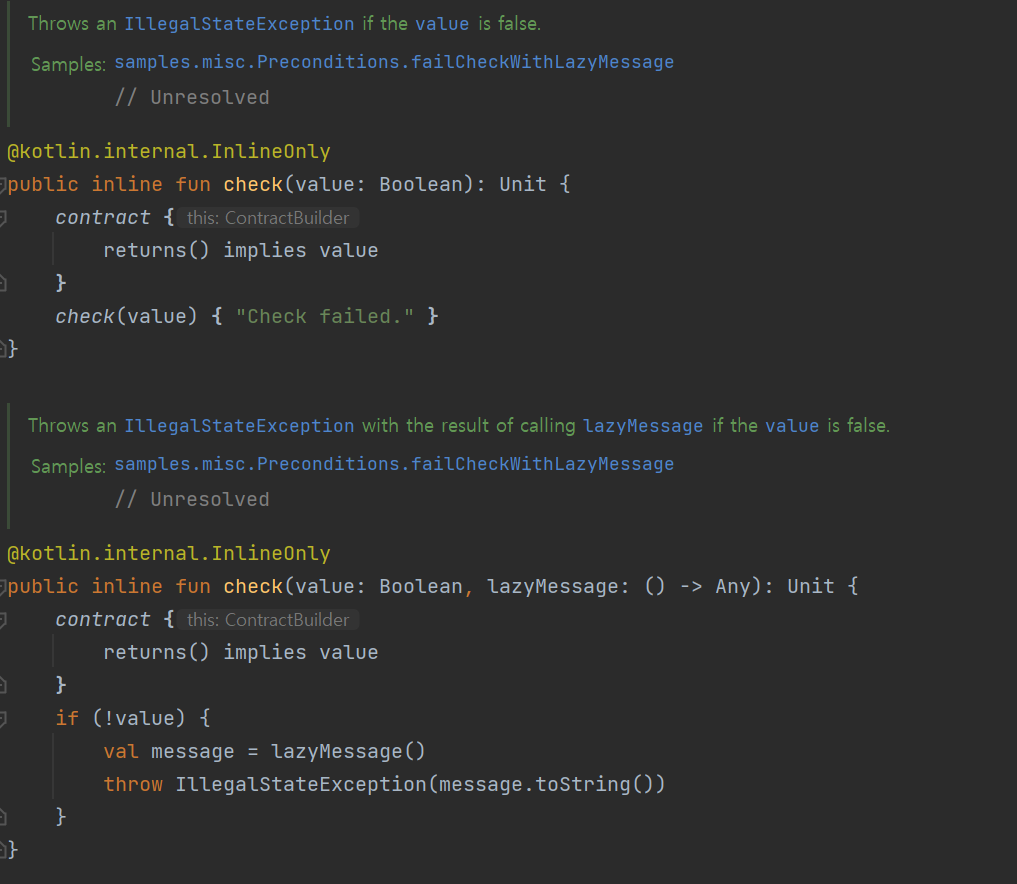 Throws an IllegalStateException if the value is false.
Samples: samples.misc.Preconditions.failCheckWithLazyMessage
// Unresolved
@kotlin.internal.InlineOnly
public inline fun check(value: Boolean): Unit {
contract { this: ContractBuilder
returns() implies value
}
check(value) { "Check failed." }
}
Throws an IllegalStateException with the result of calling lazyMessage if the value is false.
Samples: samples.misc.Preconditions.failCheckWithLazyMessage
// Unresolved
@kotlin.internal.InlineOnly
public inline fun check(value: Boolean, lazyMessage: () -> Any): Unit {
contract { this: ContractBuilder
returns() implies value
}
if (!value) {
val message = lazyMessage()
throw IllegalStateException(message.toString())
}
}